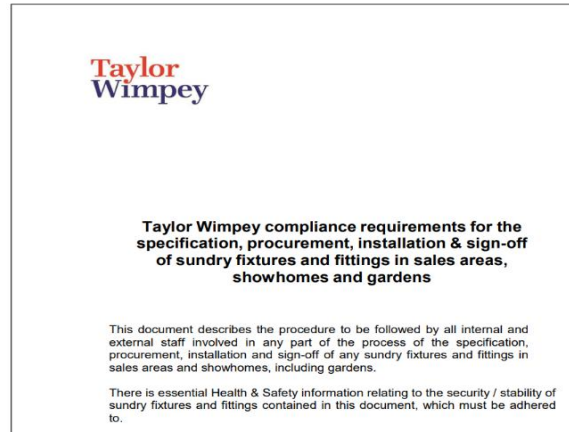 Taylor
Wimpey
Taylor Wimpey compliance requirements for the
specification, procurement, installation & sign-off
of sundry fixtures and fittings in sales areas,
showhomes and gardens
This document describes the procedure to be followed by all internal and
external staff involved in any part of the process of the specification,
procurement, installation and sign-off of any sundry fixtures and fittings in
sales areas and showhomes, including gardens.
There is essential Health & Safety information relating to the security / stability of
sundry fixtures and fittings contained in this document, which must be adhered
to.